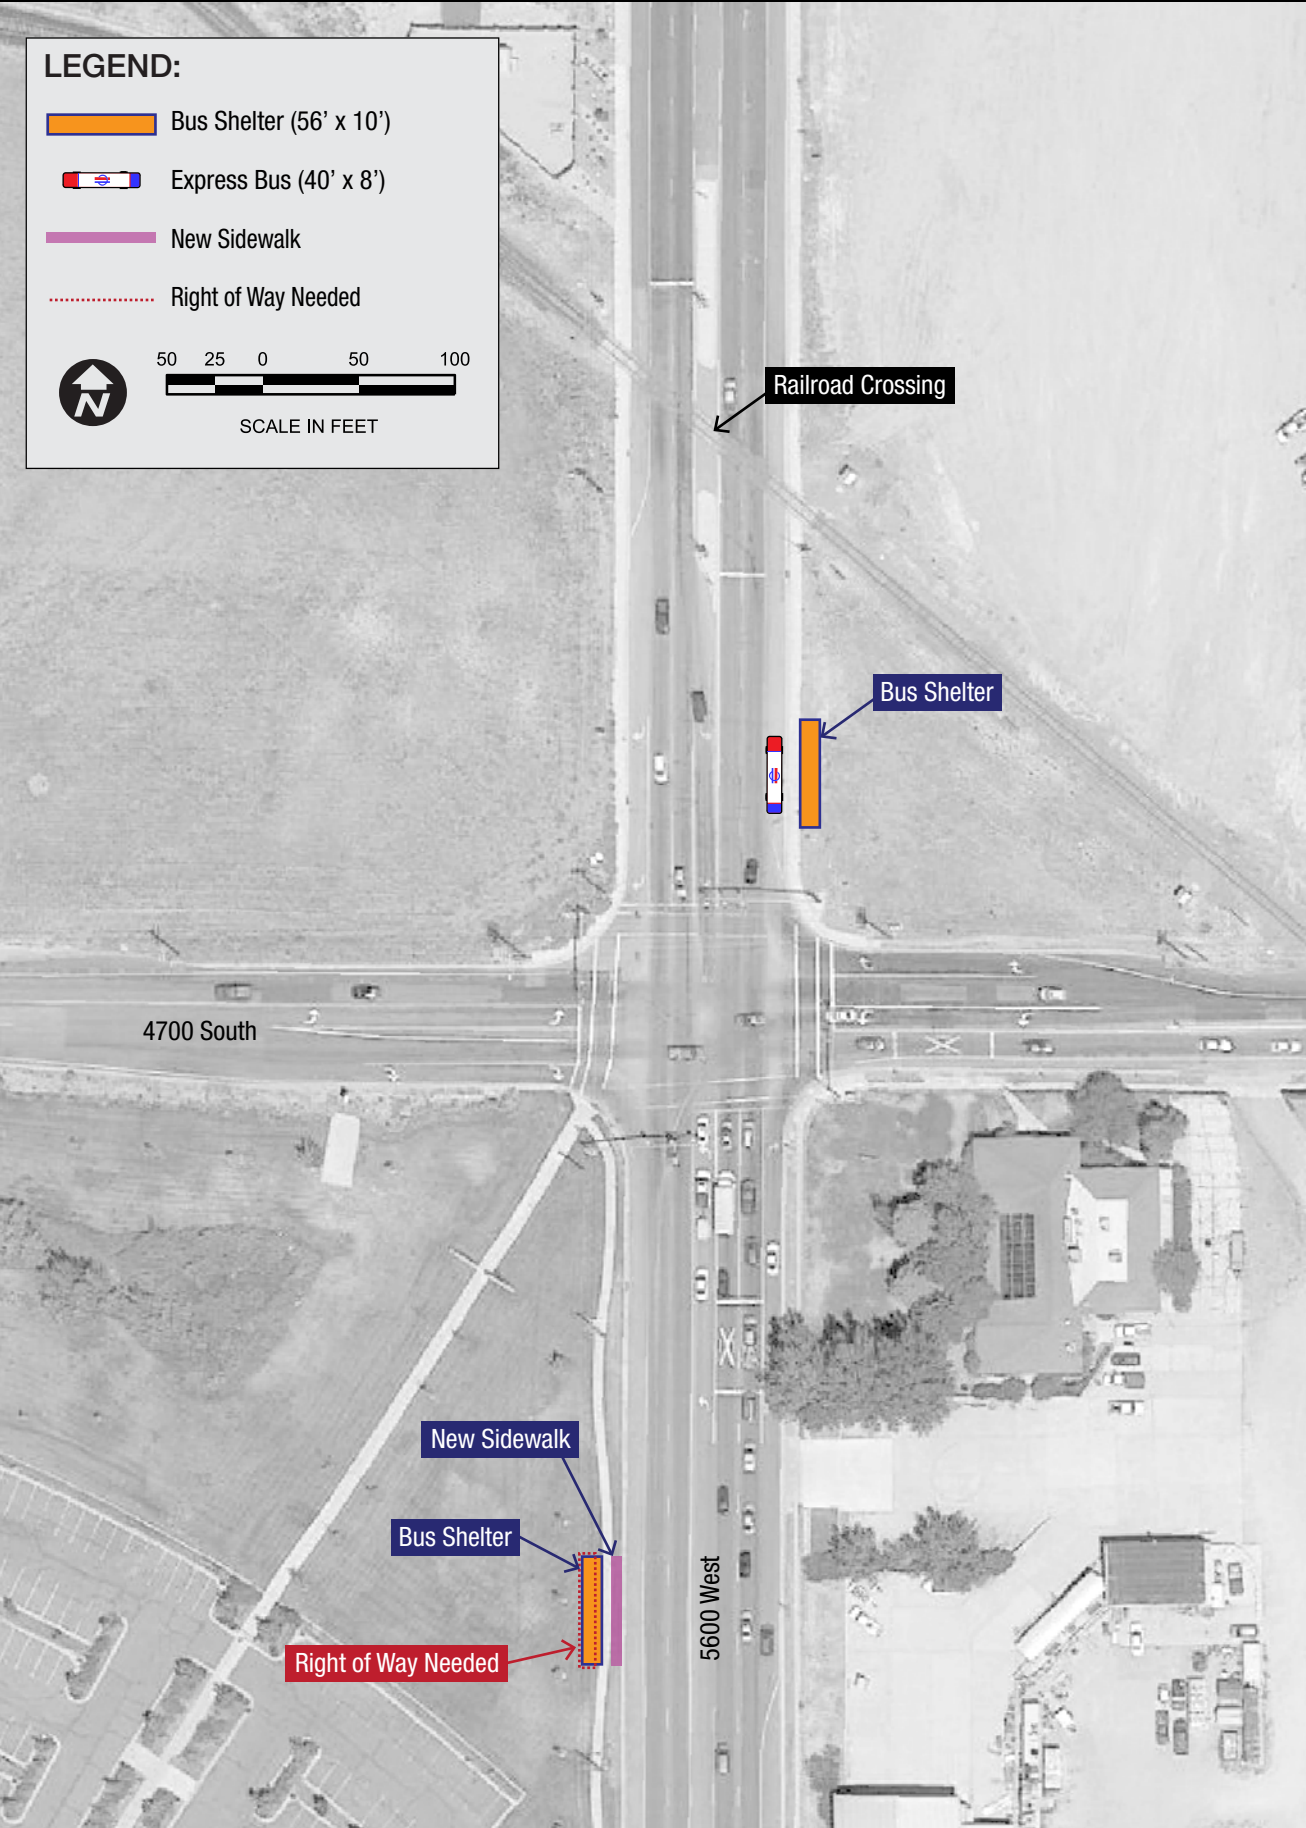 LEGEND:
Bus Shelter (56’ x 10’)
Express Bus (40’ x 8’)
New Sidewalk
Right of Way Needed
50 25 0 50 100
SCALE IN FEET
N
Railroad Crossing
Bus Shelter
4700 South
New Sidewalk
Bus Shelter
5600 West
Right of Way Needed